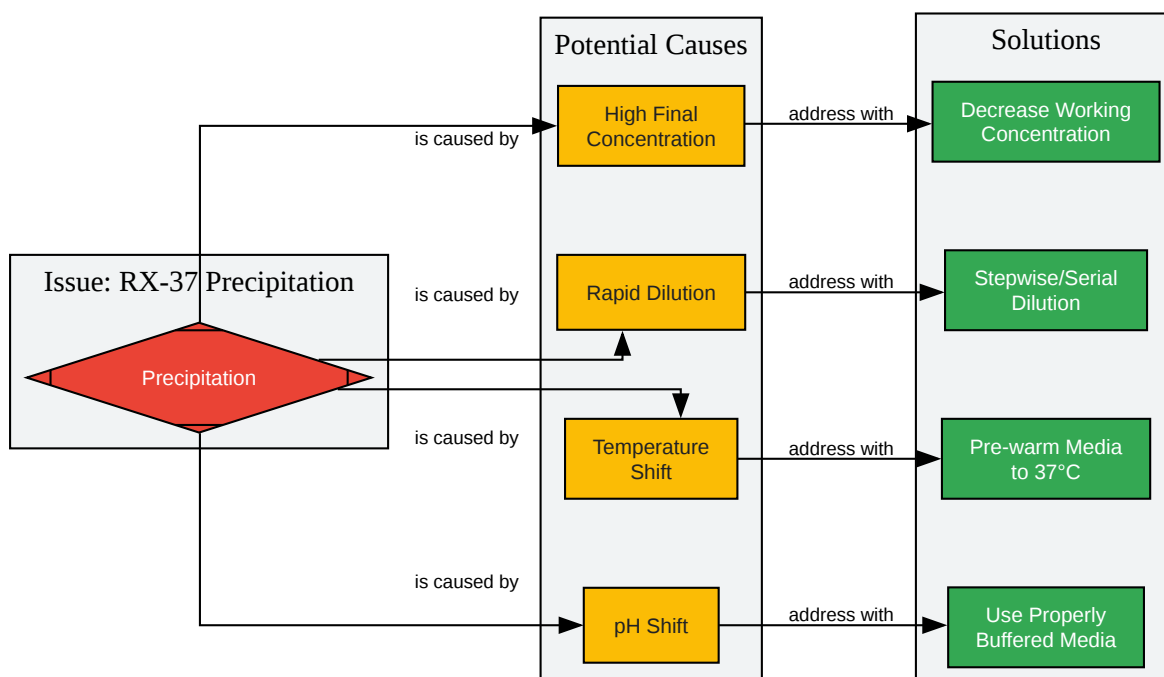 Potential Causes
Solutions
High Final
Concentration
address with
Decrease Working
Concentration
is caused by
Issue: RX-37 Precipitation
is caused by
Rapid Dilution
address with
Stepwise/Serial
Dilution
Precipitation
is caused by
Temperature
Shift
address with
Pre-warm Media
to 37°C
is caused by
pH Shift
address with
Use Properly
Buffered Media